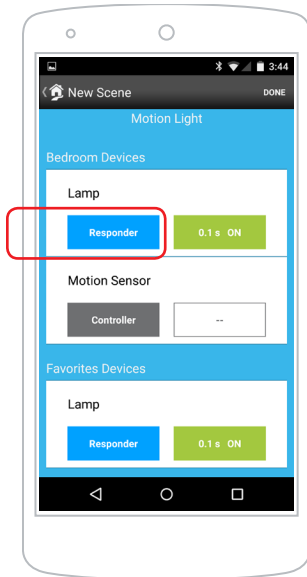 3:44
New Scene DONE
Motion Light
Bedroom Devices
Lamp
Responder 0.1 s ON
Motion Sensor
Controller --
Favorites Devices
Lamp
Responder 0.1 s ON